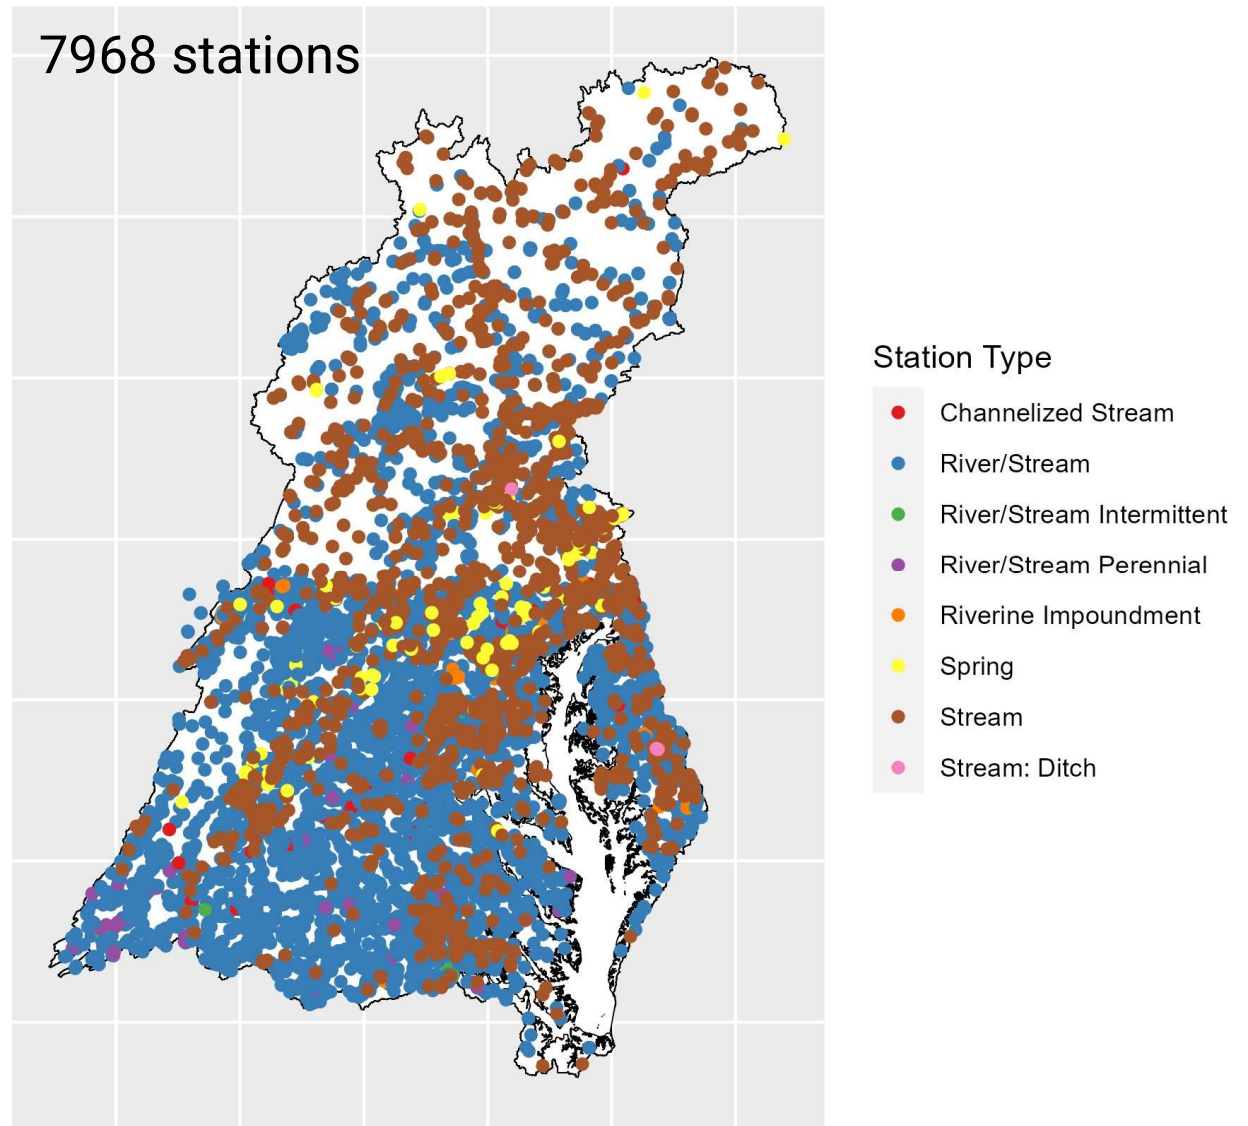 7968 stations
Station Type
Channelized Stream
River/Stream
River/Stream Intermittent
River/Stream Perennial
Riverine Impoundment
Spring
Stream
Stream: Ditch